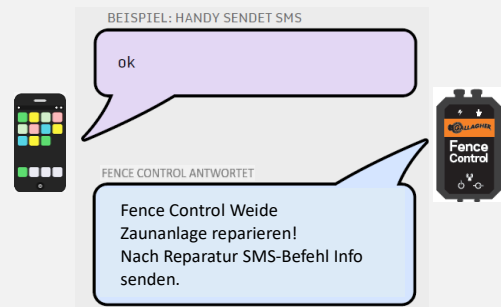 BEISPIEL: HANDY SENDET SMS
ok
GALLAGHER
Fence
Control
FENCE CONTROL ANTWORTET
Fence Control Weide
Zaunanlage reparieren!
Nach Reparatur SMS-Befehl Info
senden.